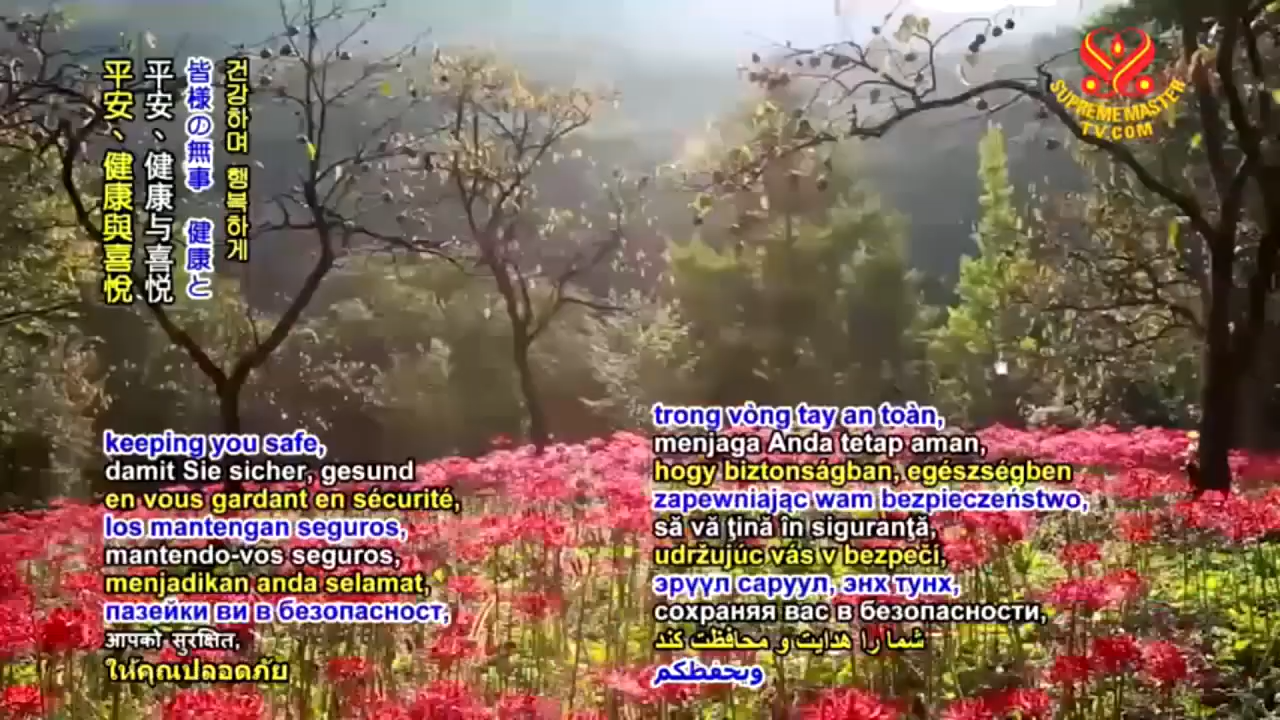 건강하며 행복하게
皆様の無事 健康と
平安、健康与喜悦
平安、健康與喜悅
SUPREME MASTER
TV.COM
keeping you safe,
damit Sie sicher, gesund
en vous gardant en sécurité,
los mantengan seguros,
mantendo-vos seguros,
menjadikan anda selamat,
пазейки ви в безопасност,
आपको सुरक्षित,
ให้คุณปลอดภัย
trong vòng tay an toàn,
menjaga Anda tetap aman,
hogy biztonságban, egészségben
zapewniając wam bezpieczeństwo,
să vă ţină în siguranţă,
udržujúc vás v bezpečí,
эрүүл саруул, энх тунх,
сохраняя вас в безопасности,
شما را هدایت و محافظت کند
ويحفظكم